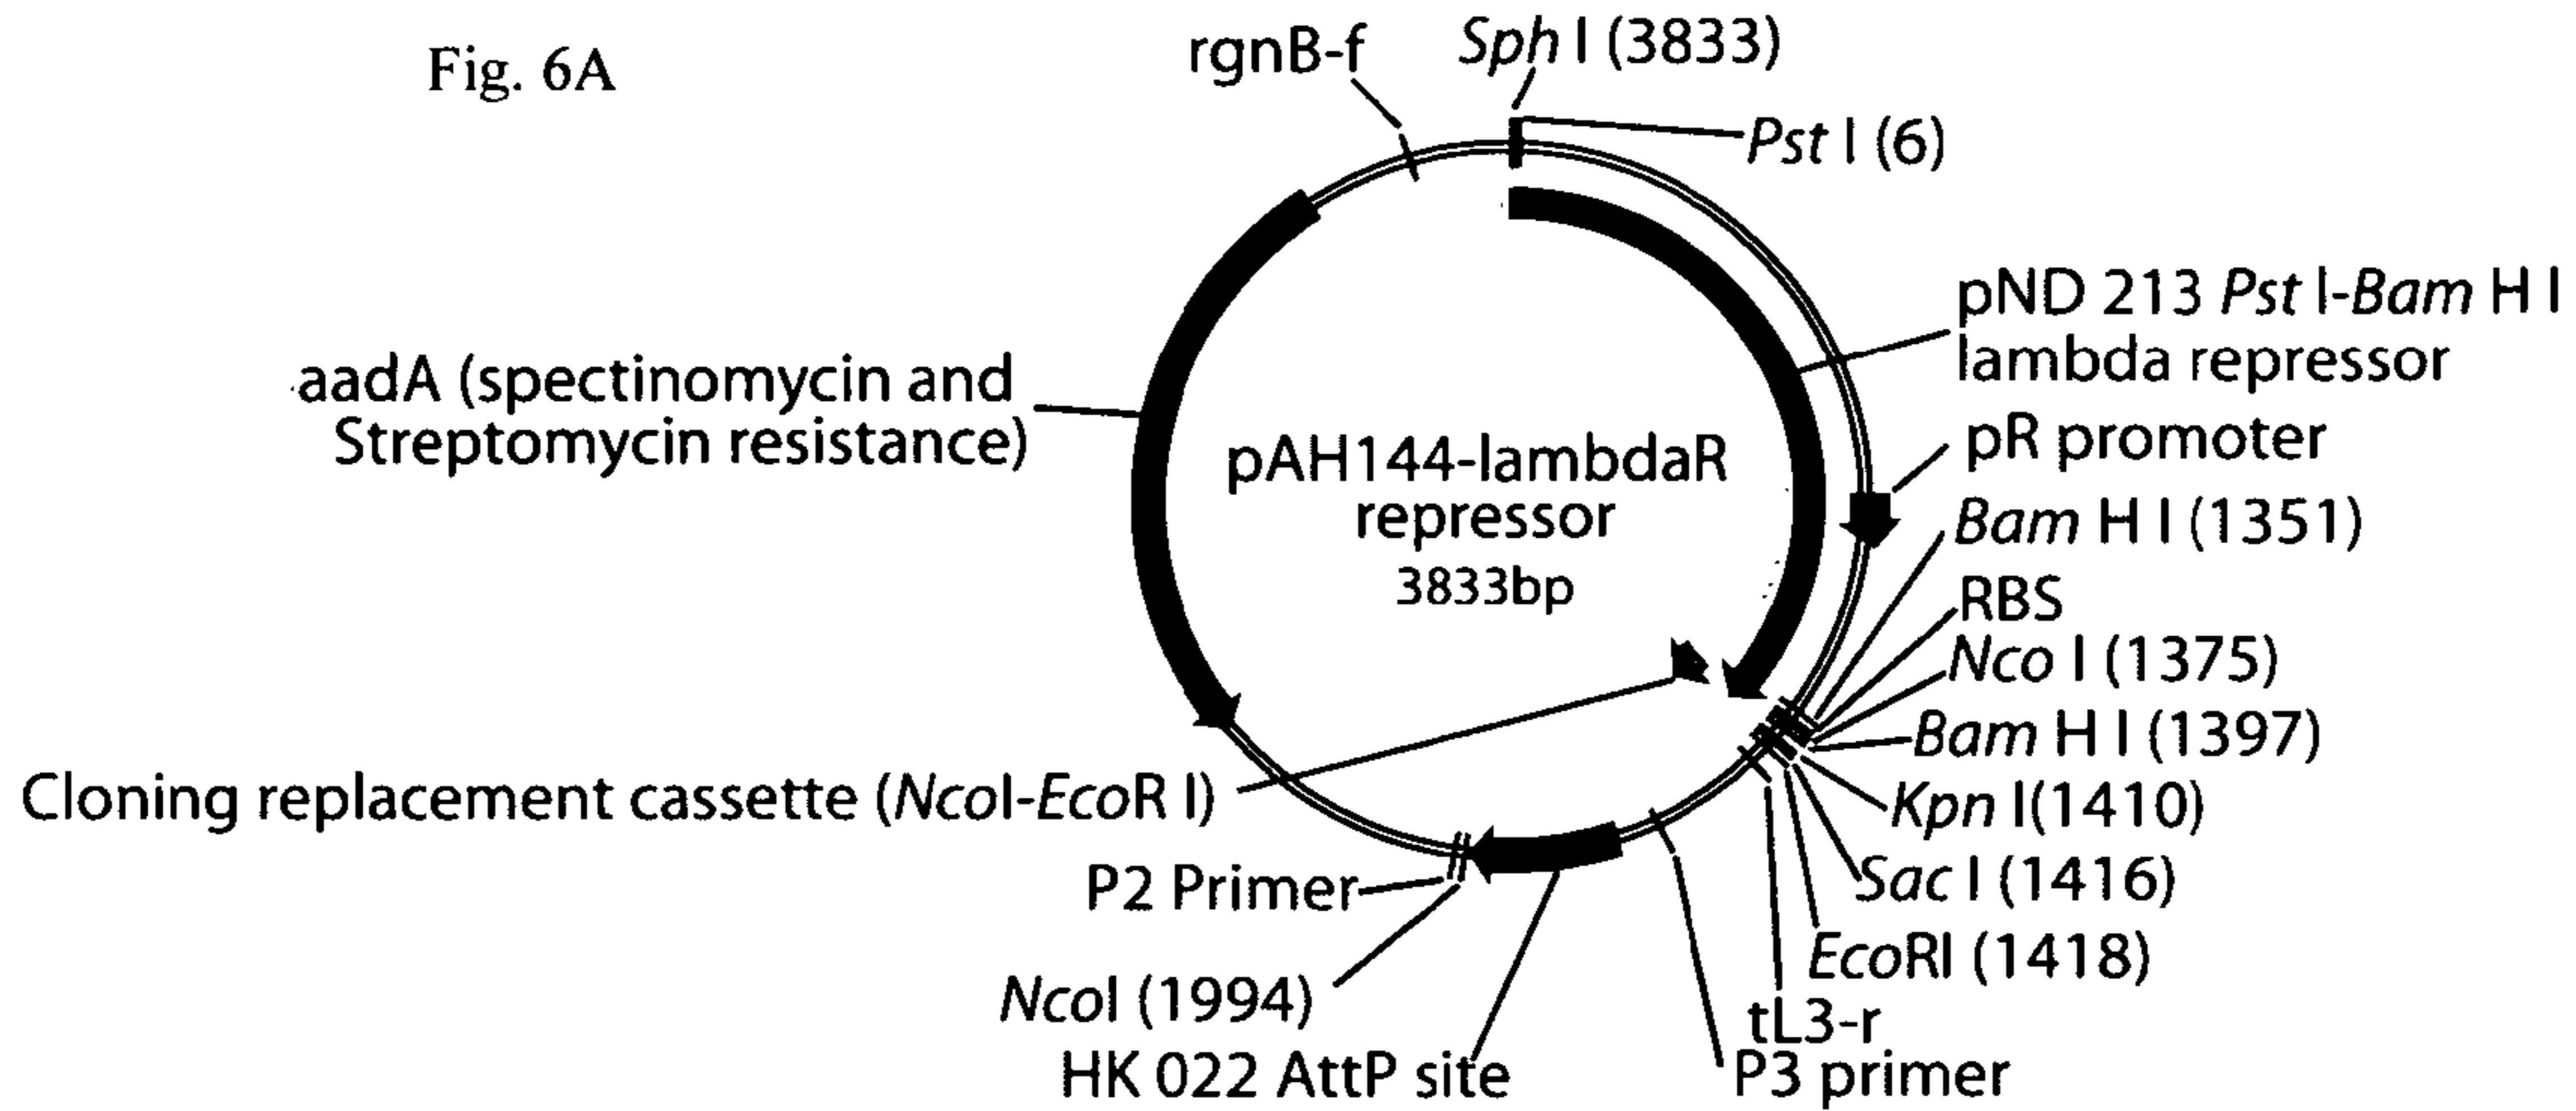 Fig. 6A
rgnB-f
Sph I (3833)
Pst I (6)
pND 213 Pst I-Bam H I
lambda repressor
pR promoter
Bam H I (1351)
RBS
Nco I (1375)
Bam H I (1397)
Kpn I(1410)
Sac I (1416)
EcoRI (1418)
tL3-r
P3 primer
HK 022 AttP site
NcoI (1994)
P2 Primer
Cloning replacement cassette (NcoI-EcoR I)
aadA (spectinomycin and
Streptomycin resistance)
pAH144-lambdaR
repressor
3833bp